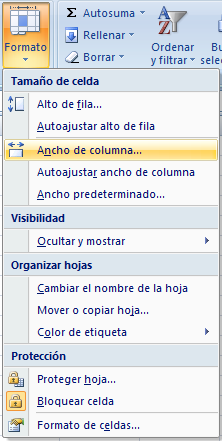 Formato
Autosuma
Rellenar
Borrar
Ordenar
y filtrar
Bu
selec
Tamaño de celda
Alto de fila...
Autoajustar alto de fila
Ancho de columna...
Autoajustar ancho de columna
Ancho predeterminado...
Visibilidad
Ocultar y mostrar
Organizar hojas
Cambiar el nombre de la hoja
Mover o copiar hoja...
Color de etiqueta
Protección
Proteger hoja...
Bloquear celda
Formato de celdas...